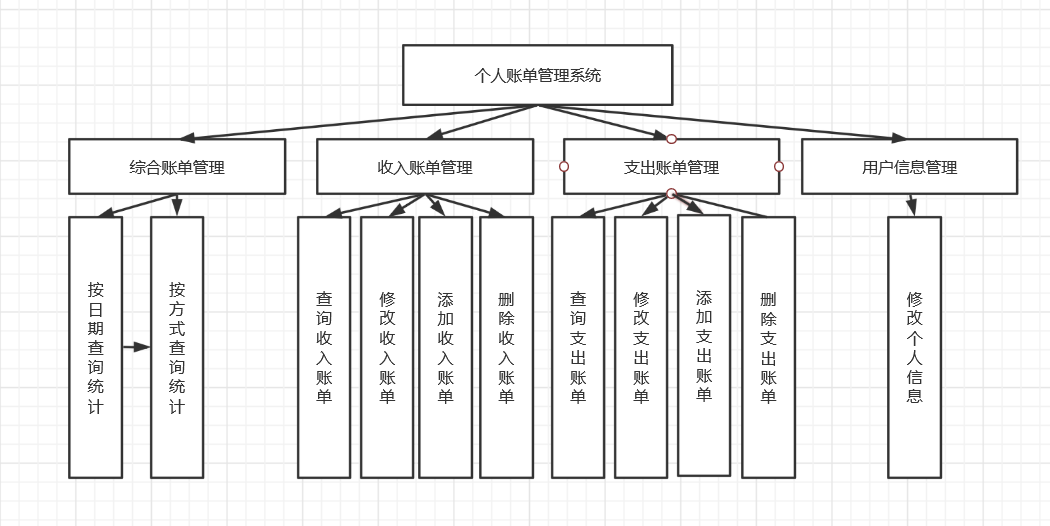 个人账单管理系统
综合账单管理
收入账单管理
支出账单管理
用户信息管理
按日期查询统计
按方式查询统计
查询收入账单
修改收入账单
添加收入账单
删除收入账单
查询支出账单
修改支出账单
添加支出账单
删除支出账单
修改个人信息